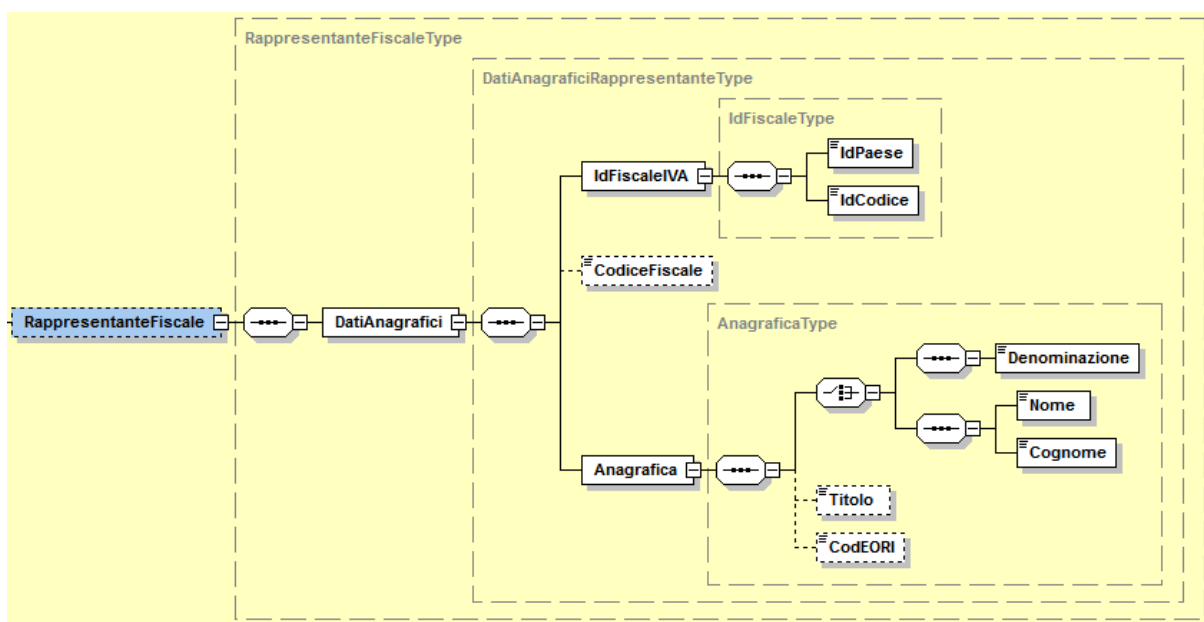 RappresentanteFiscaleType
DatiAnagraficiRappresentanteType
IdFiscaleType
IdPaese
IdFiscaleIVA
IdCodice
CodiceFiscale
RappresentanteFiscale
DatiAnagrafici
AnagraficaType
Denominazione
Nome
Cognome
Anagrafica
Titolo
CodEORI